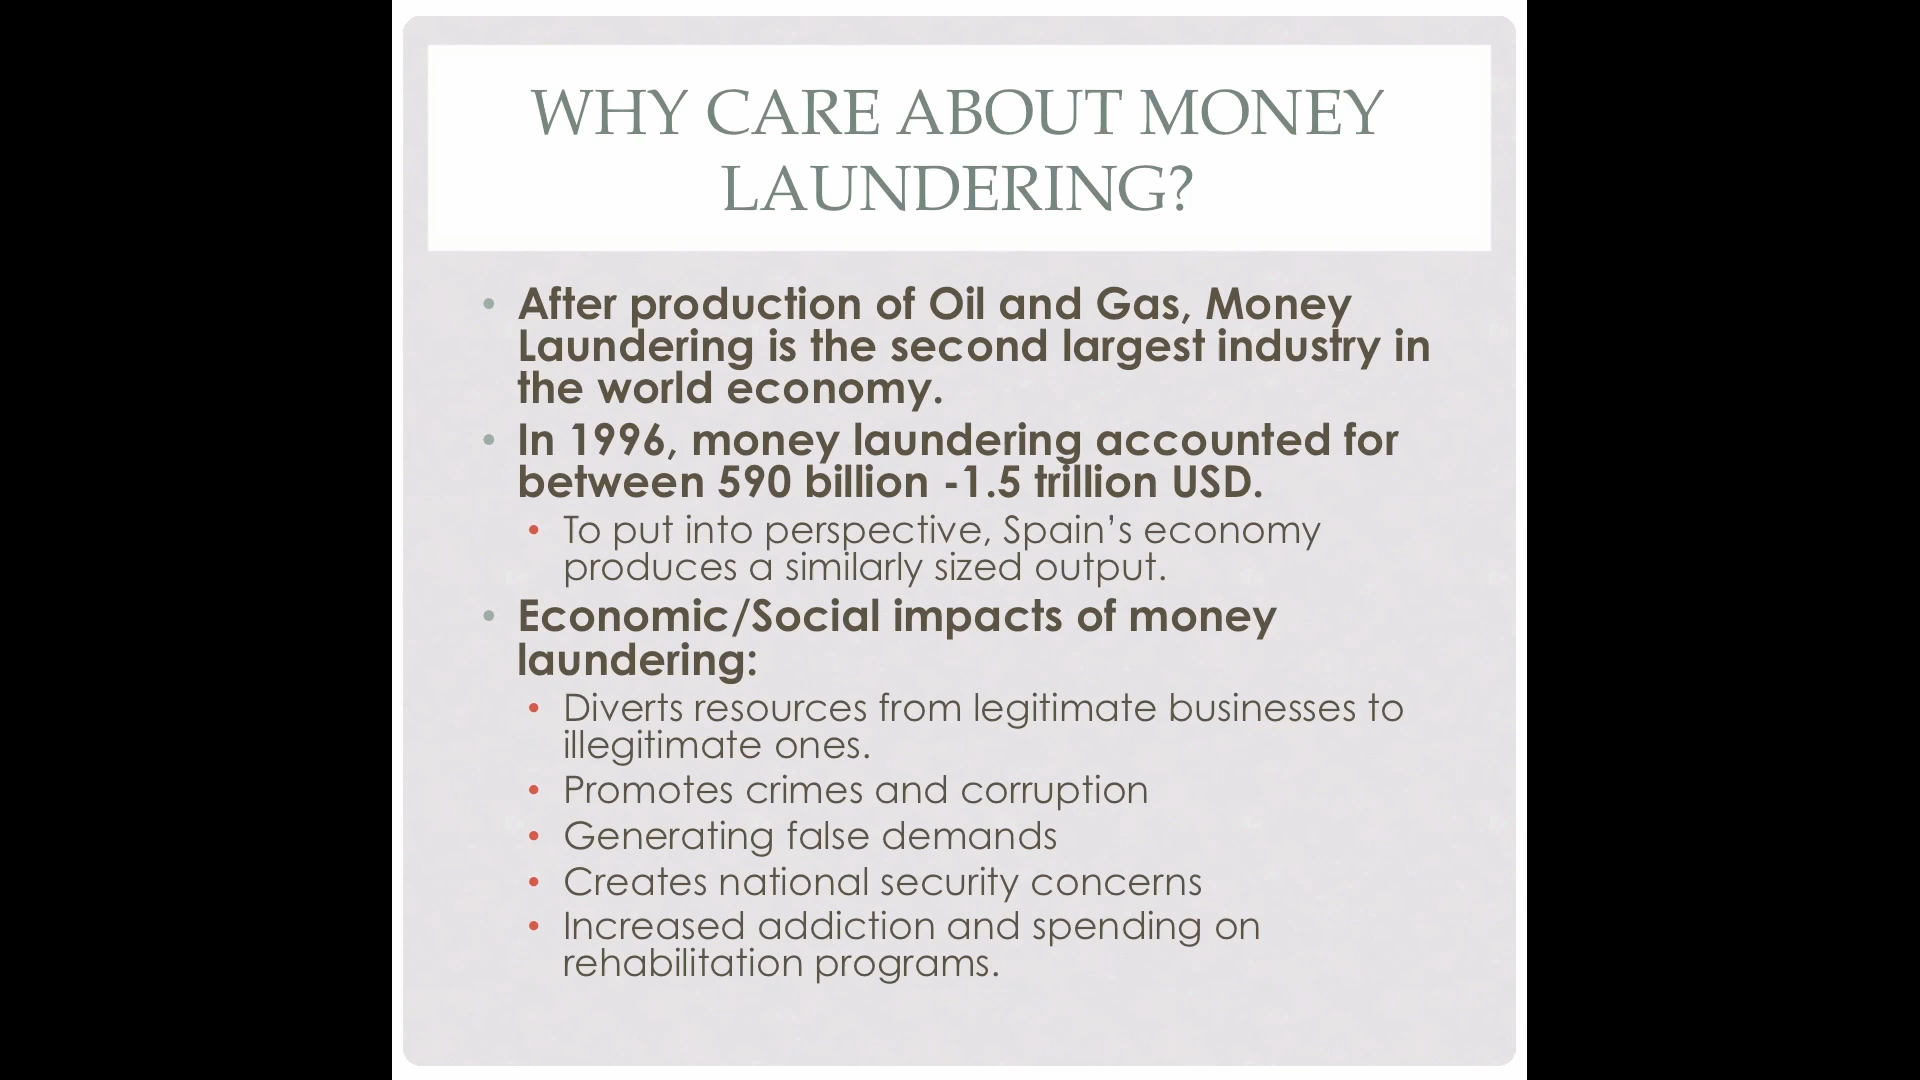 WHY CARE ABOUT MONEY
LAUNDERING?
• After production of Oil and Gas, Money
Laundering is the second largest industry in
the world economy.
• In 1996, money laundering accounted for
between 590 billion -1.5 trillion USD.
• To put into perspective, Spain’s economy
produces a similarly sized output.
• Economic/Social impacts of money
laundering:
• Diverts resources from legitimate businesses to
illegitimate ones.
• Promotes crimes and corruption
• Generating false demands
• Creates national security concerns
• Increased addiction and spending on
rehabilitation programs.